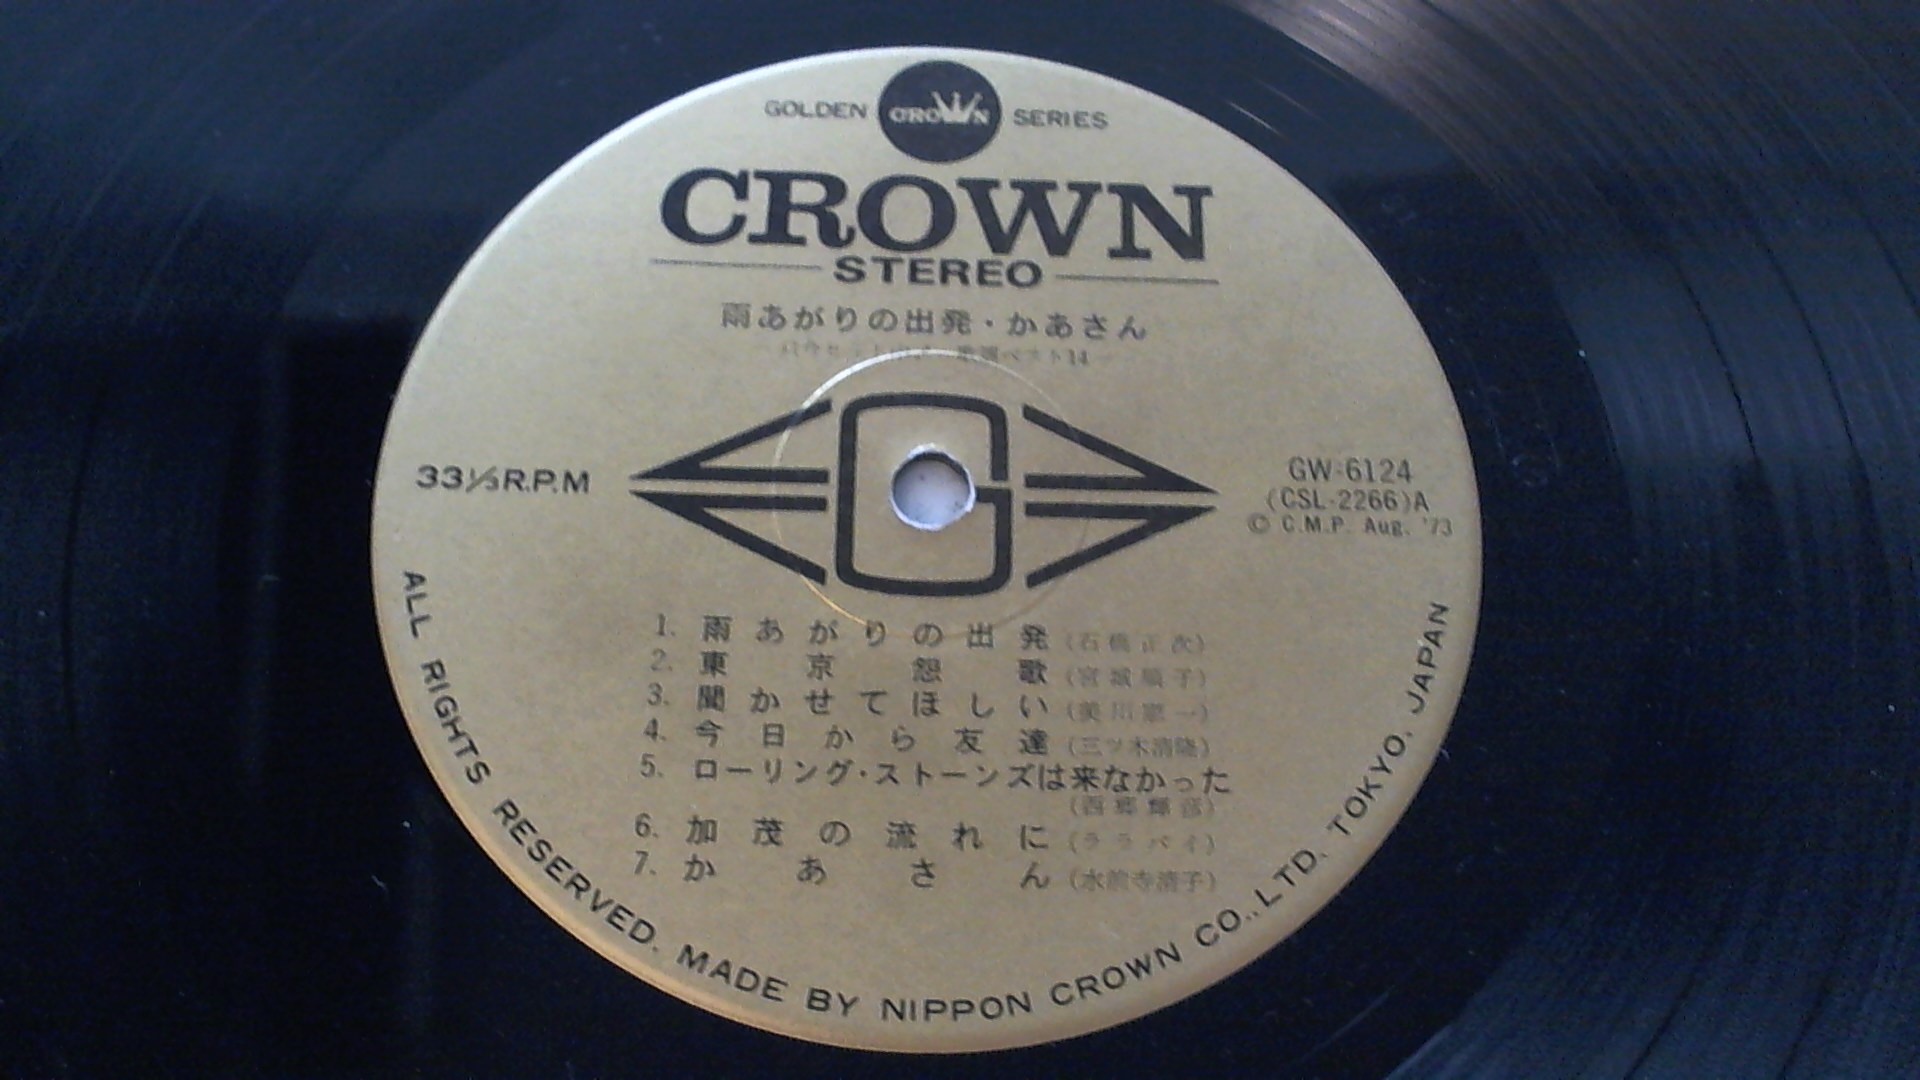 GOLDEN CROWN SERIES
CROWN
STEREO
雨あがりの出発・かあさん
ベスト14
33⅓R.P.M
GW-6124
(CSL-2266)A
© C.M.P. Aug. '73
G
1. 雨あがりの出発 (石橋正次)
2. 東京怨歌 (宮城順子)
3. 聞かせてほしい (美川憲一)
4. 今日から友達 (三ツ木清隆)
5. ローリング・ストーンズは来なかった
(西郷輝彦)
6. 加茂の流れに (ララバイ)
7. かあさん (水前寺清子)
ALL RIGHTS RESERVED. MADE BY NIPPON CROWN CO., LTD. TOKYO, JAPAN